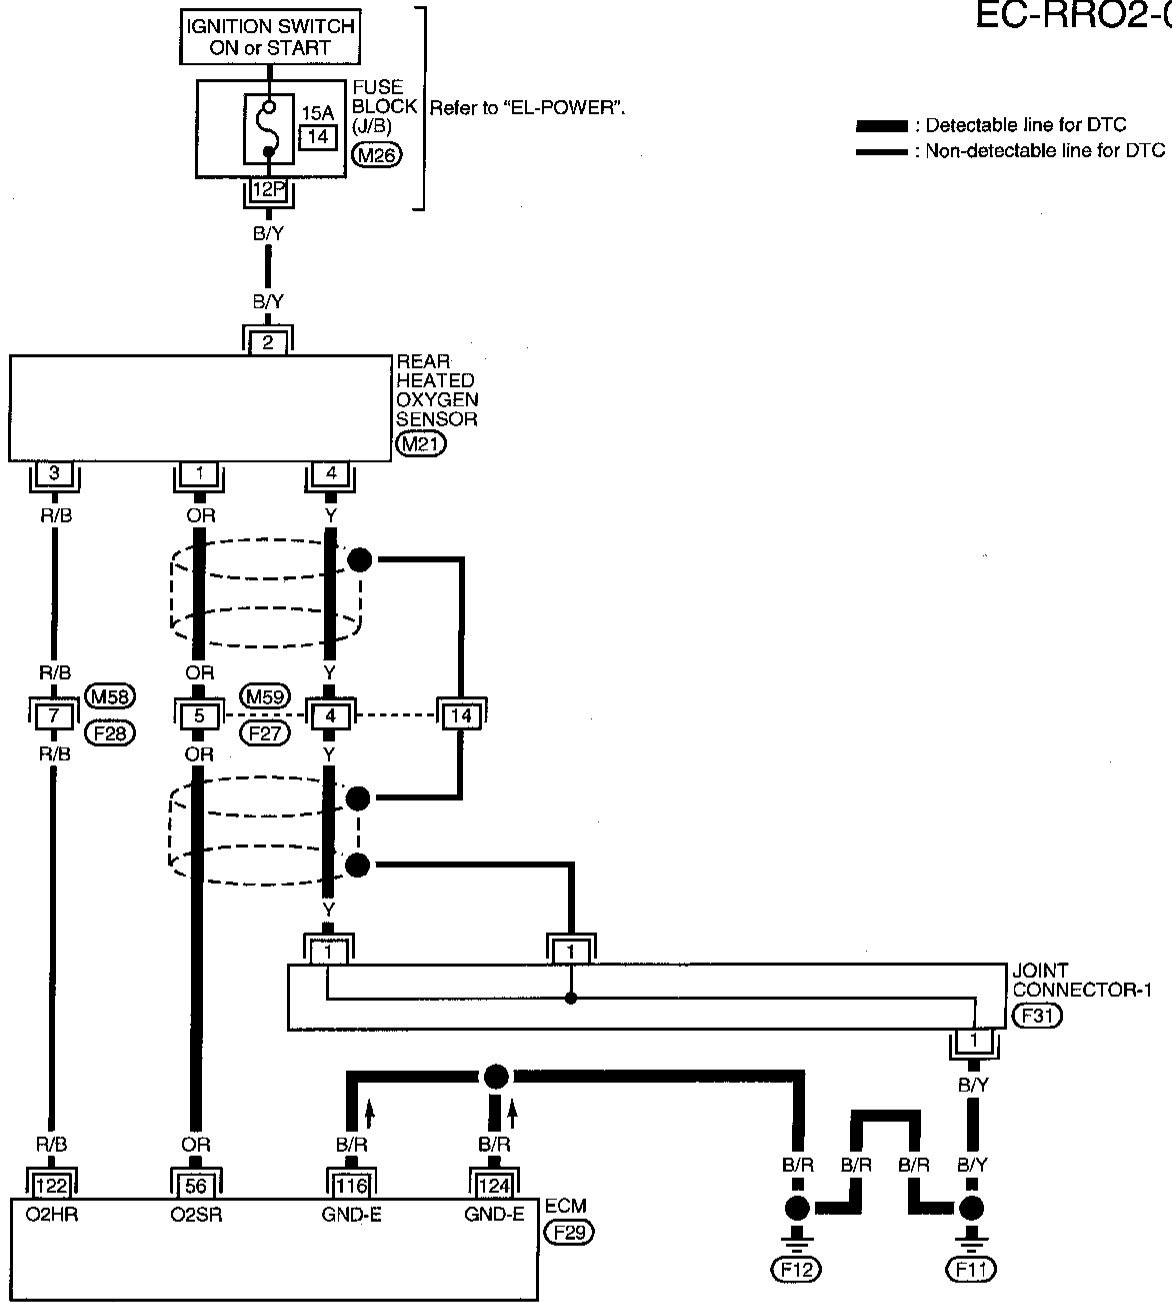 EC-RRO2-0
IGNITION SWITCH
ON or START
FUSE
BLOCK
(J/B)
M26
15A
14
Refer to “EL-POWER”.
: Detectable line for DTC
: Non-detectable line for DTC
12P
B/Y
B/Y
2
REAR
HEATED
OXYGEN
SENSOR
M21
3
1
4
R/B
OR
Y
R/B
OR
Y
M58
M59
7
5
4
14
F28
F27
R/B
OR
Y
Y
1
1
JOINT
CONNECTOR-1
F31
1
B/Y
R/B
OR
B/R
B/R
B/R
B/R
B/R
B/Y
122
56
116
124
O2HR
O2SR
GND-E
GND-E
ECM
F29
F12
F11